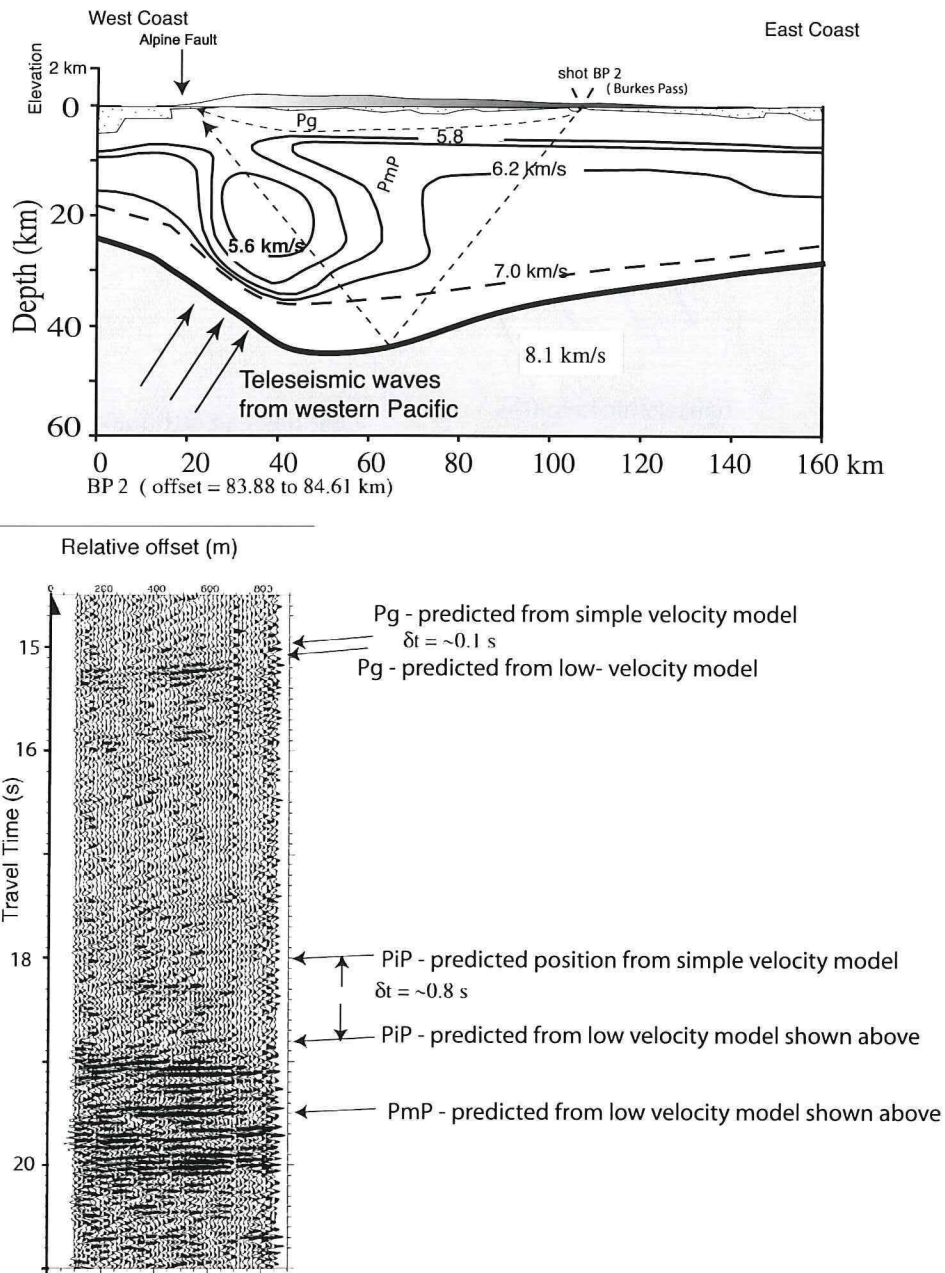 West Coast
East Coast
Alpine Fault
Elevation
2 km
shot BP 2
( Burkes Pass)
0
Pg
5.8
PmP
6.2 km/s
20
5.6 km/s
7.0 km/s
Depth (km)
40
8.1 km/s
Teleseismic waves
from western Pacific
60
0 20 40 60 80 100 120 140 160 km
BP 2 ( offset = 83.88 to 84.61 km)
Relative offset (m)
0 200 400 600 800
Pg - predicted from simple velocity model
δt = ~0.1 s
15
Pg - predicted from low- velocity model
16
Travel Time (s)
18
PiP - predicted position from simple velocity model
δt = ~0.8 s
PiP - predicted from low velocity model shown above
PmP - predicted from low velocity model shown above
20